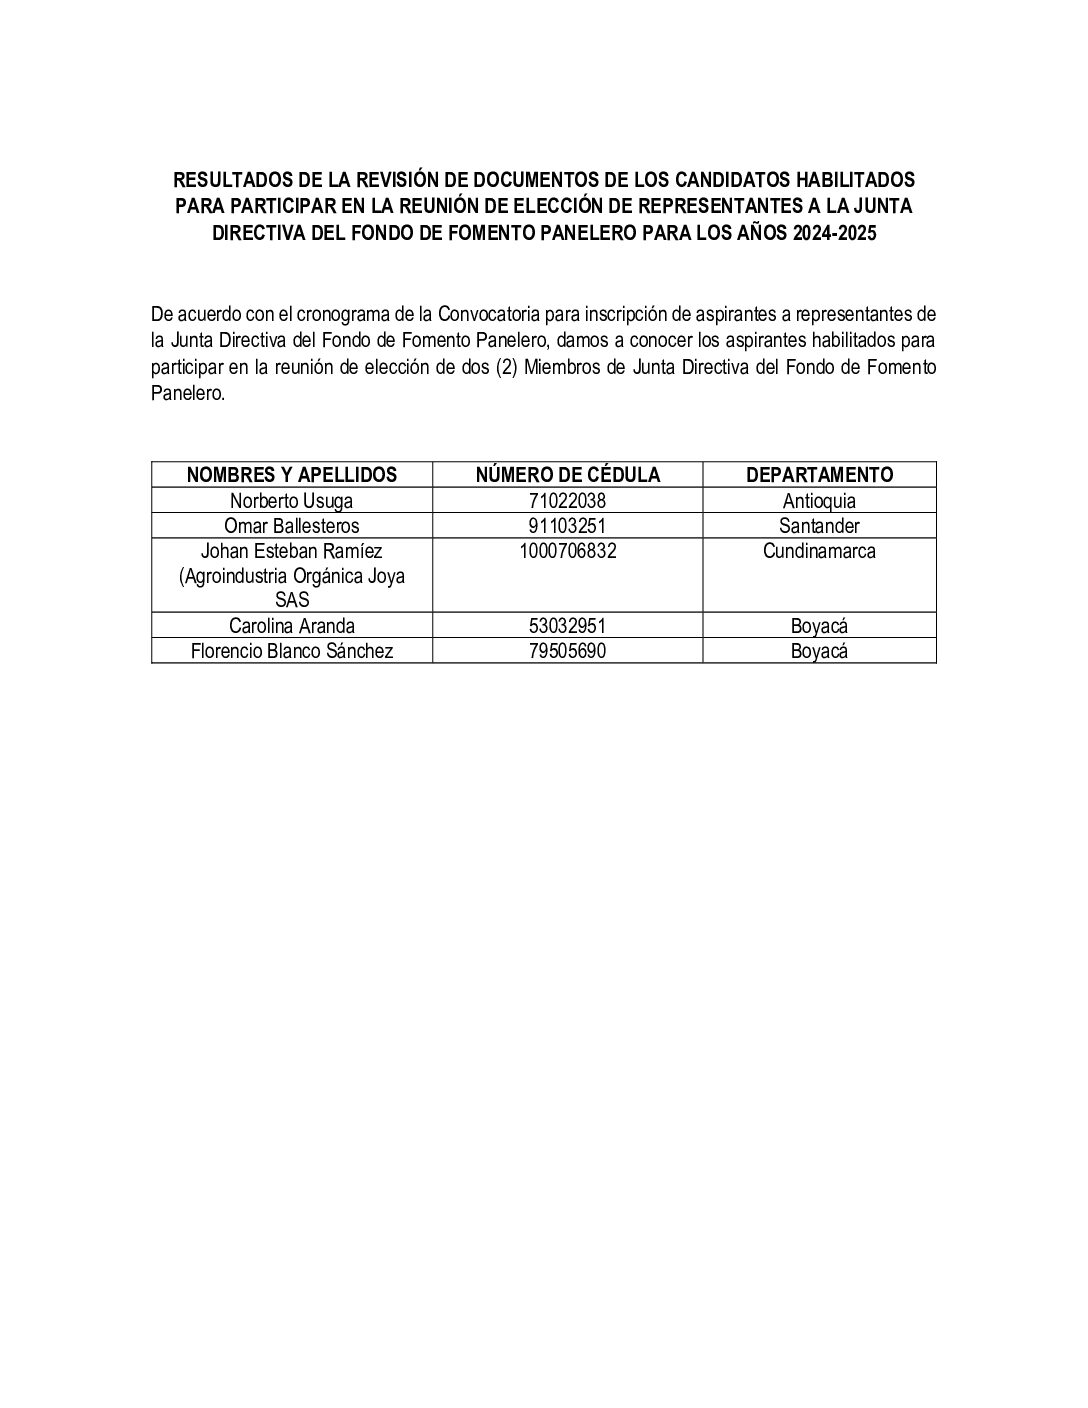 RESULTADOS DE LA REVISIÓN DE DOCUMENTOS DE LOS CANDIDATOS HABILITADOS
PARA PARTICIPAR EN LA REUNIÓN DE ELECCIÓN DE REPRESENTANTES A LA JUNTA
DIRECTIVA DEL FONDO DE FOMENTO PANELERO PARA LOS AÑOS 2024-2025
De acuerdo con el cronograma de la Convocatoria para inscripción de aspirantes a representantes de
la Junta Directiva del Fondo de Fomento Panelero, damos a conocer los aspirantes habilitados para
participar en la reunión de elección de dos (2) Miembros de Junta Directiva del Fondo de Fomento
Panelero.
NOMBRES Y APELLIDOS NÚMERO DE CÉDULA DEPARTAMENTO
Norberto Usuga 71022038 Antioquia
Omar Ballesteros 91103251 Santander
Johan Esteban Ramíez 1000706832 Cundinamarca
(Agroindustria Orgánica Joya
SAS
Carolina Aranda 53032951 Boyacá
Florencio Blanco Sánchez 79505690 Boyacá